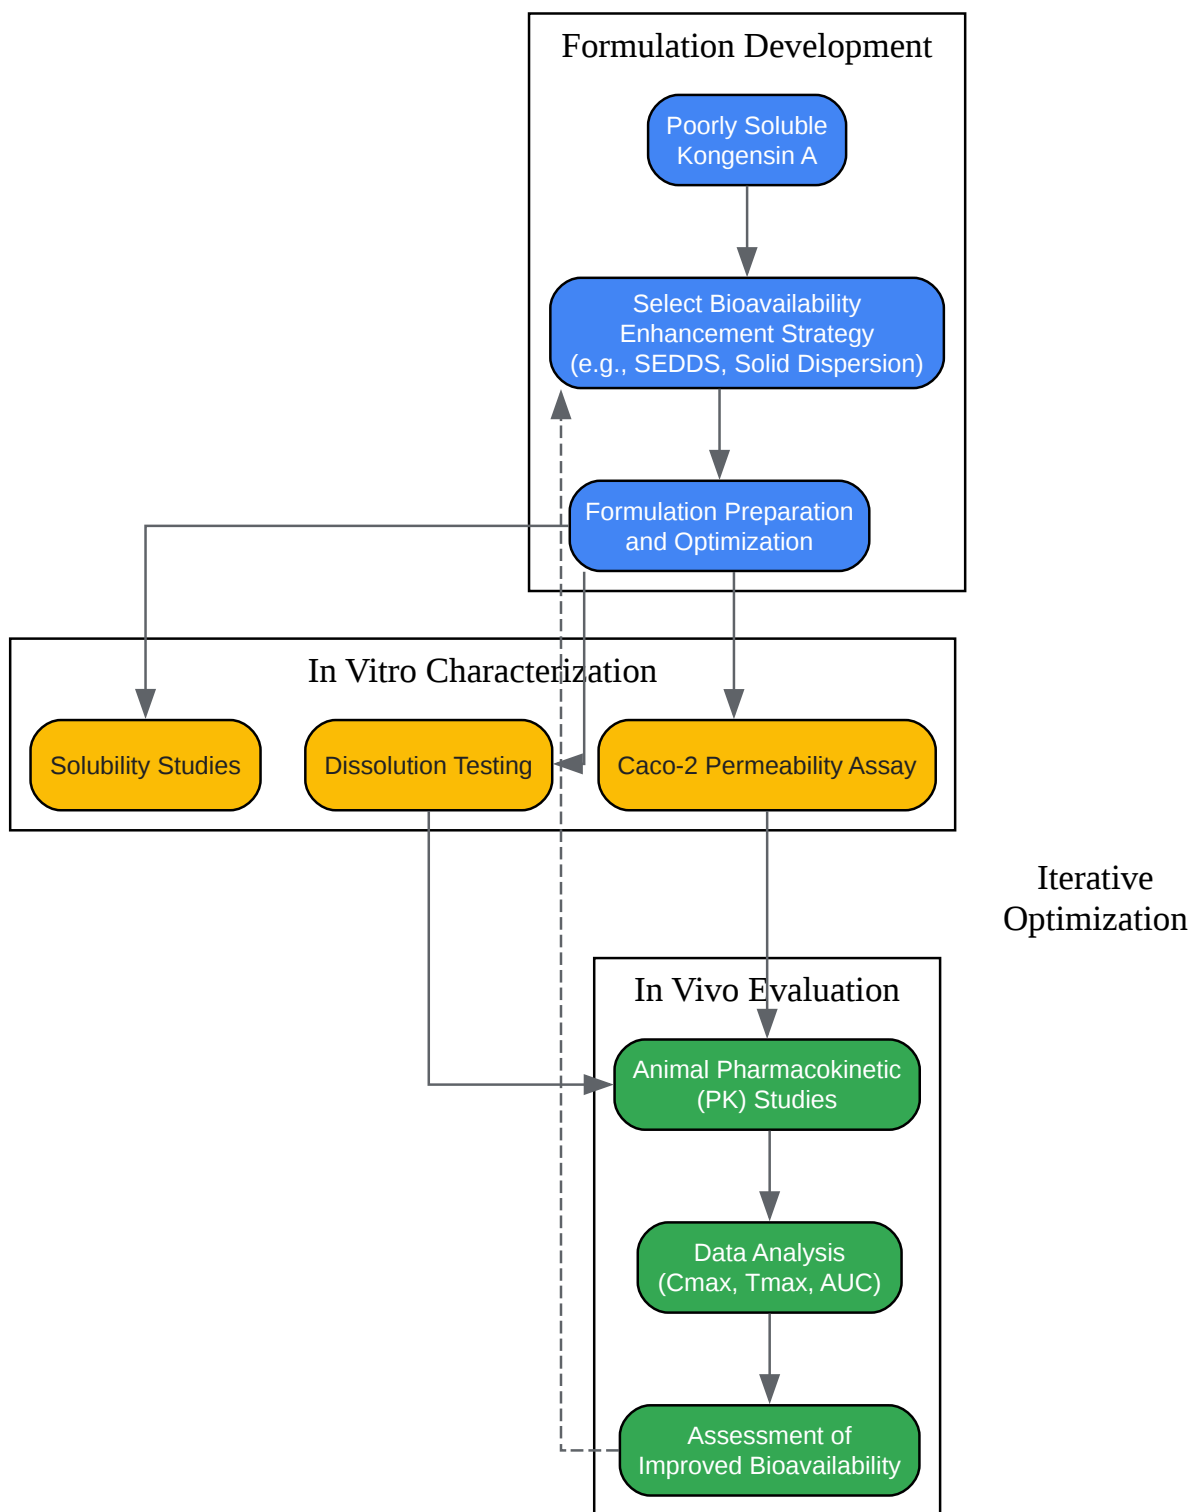 Formulation Development
Poorly Soluble
Kongensin A
Select Bioavailability
Enhancement Strategy
(e.g., SEDDS, Solid Dispersion)
Formulation Preparation
and Optimization
In Vitro Characterization
Solubility Studies
Dissolution Testing
Caco-2 Permeability Assay
Iterative
Optimization
In Vivo Evaluation
Animal Pharmacokinetic
(PK) Studies
Data Analysis
(Cmax, Tmax, AUC)
Assessment of
Improved Bioavailability